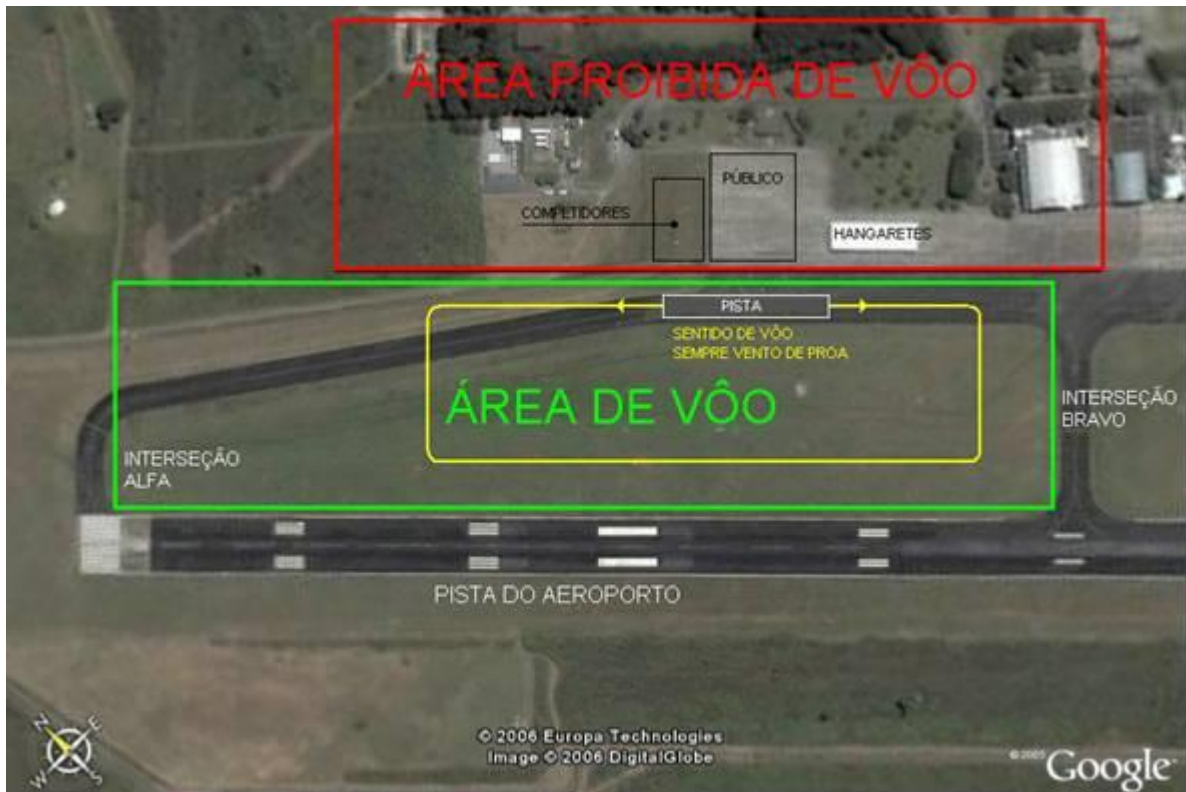 ÁREA PROIBIDA DE VÔO
PÚBLICO
COMPETIDORES
HANGARETES
PISTA
SENTIDO DE VÔO
SEMPRE VENTO DE PROA
ÁREA DE VÔO
INTERSEÇÃO
BRAVO
INTERSEÇÃO
ALFA
PISTA DO AEROPORTO
N
E
W
S
© 2006 Europa Technologies
Image © 2006 DigitalGlobe
©2005 Google